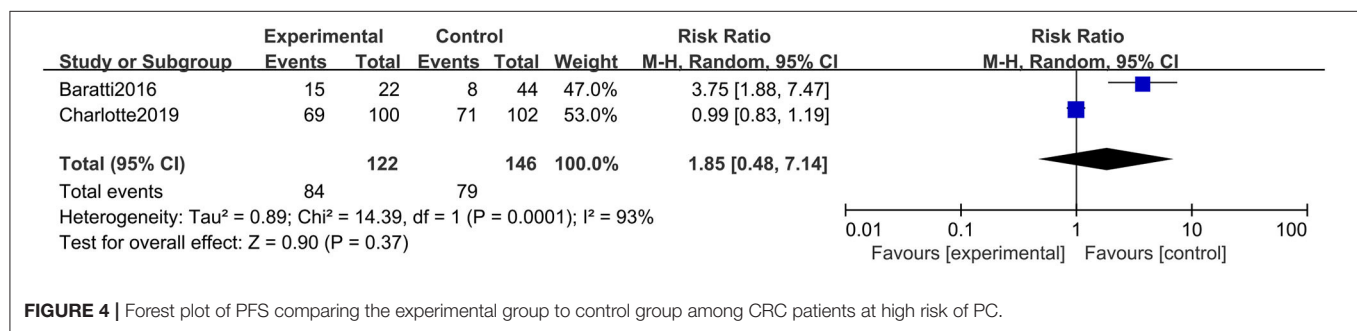 Experimental Control Risk Ratio Risk Ratio
Study or Subgroup Events Total Events Total Weight M-H, Random, 95% CI M-H, Random, 95% CI
Baratti2016 15 22 8 44 47.0% 3.75 [1.88, 7.47]
Charlotte2019 69 100 71 102 53.0% 0.99 [0.83, 1.19]
Total (95% CI) 122 146 100.0% 1.85 [0.48, 7.14]
Total events 84 79
Heterogeneity: Tau² = 0.89; Chi² = 14.39, df = 1 (P = 0.0001); I² = 93%
Test for overall effect: Z = 0.90 (P = 0.37)
0.01 0.1 1 10 100
Favours [experimental] Favours [control]
FIGURE 4 | Forest plot of PFS comparing the experimental group to control group among CRC patients at high risk of PC.